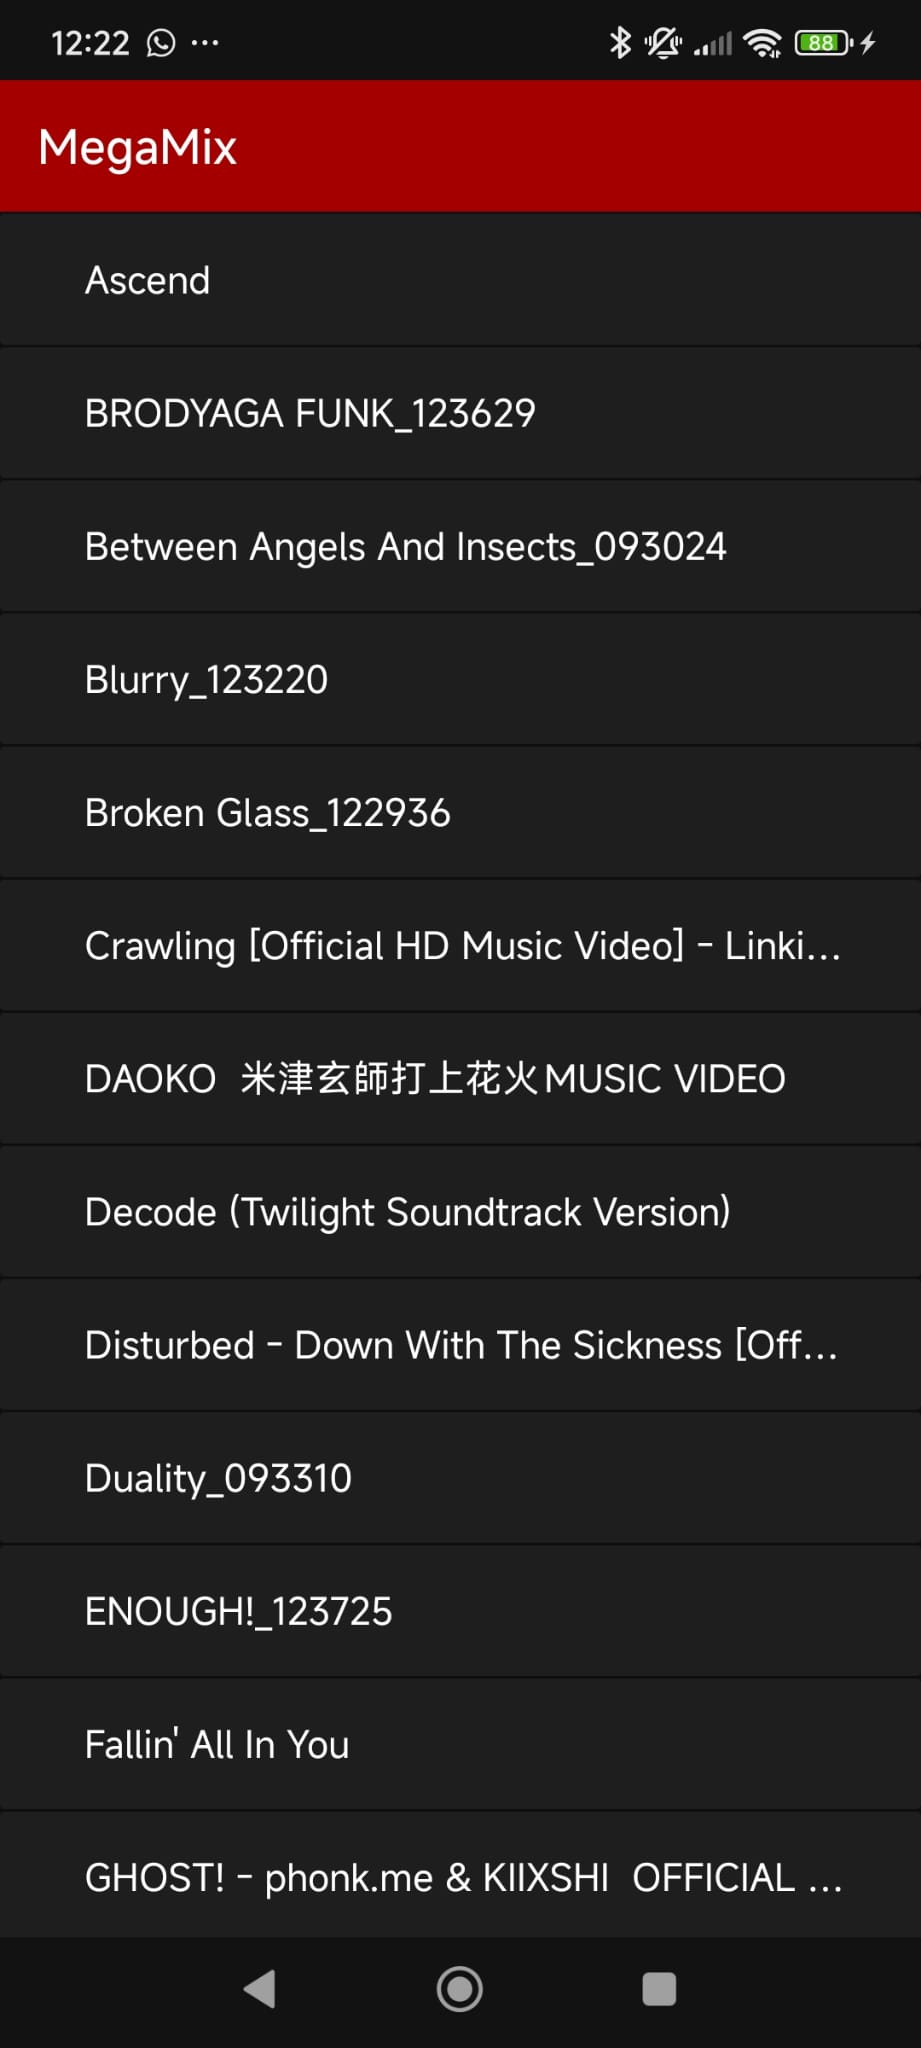 12:22
88
MegaMix
Ascend
BRODYAGA FUNK_123629
Between Angels And Insects_093024
Blurry_123220
Broken Glass_122936
Crawling [Official HD Music Video] - Linki...
DAOKO 米津玄師打上花火MUSIC VIDEO
Decode (Twilight Soundtrack Version)
Disturbed - Down With The Sickness [Off...
Duality_093310
ENOUGH!_123725
Fallin' All In You
GHOST! - phonk.me & KIIXSHI OFFICIAL ...